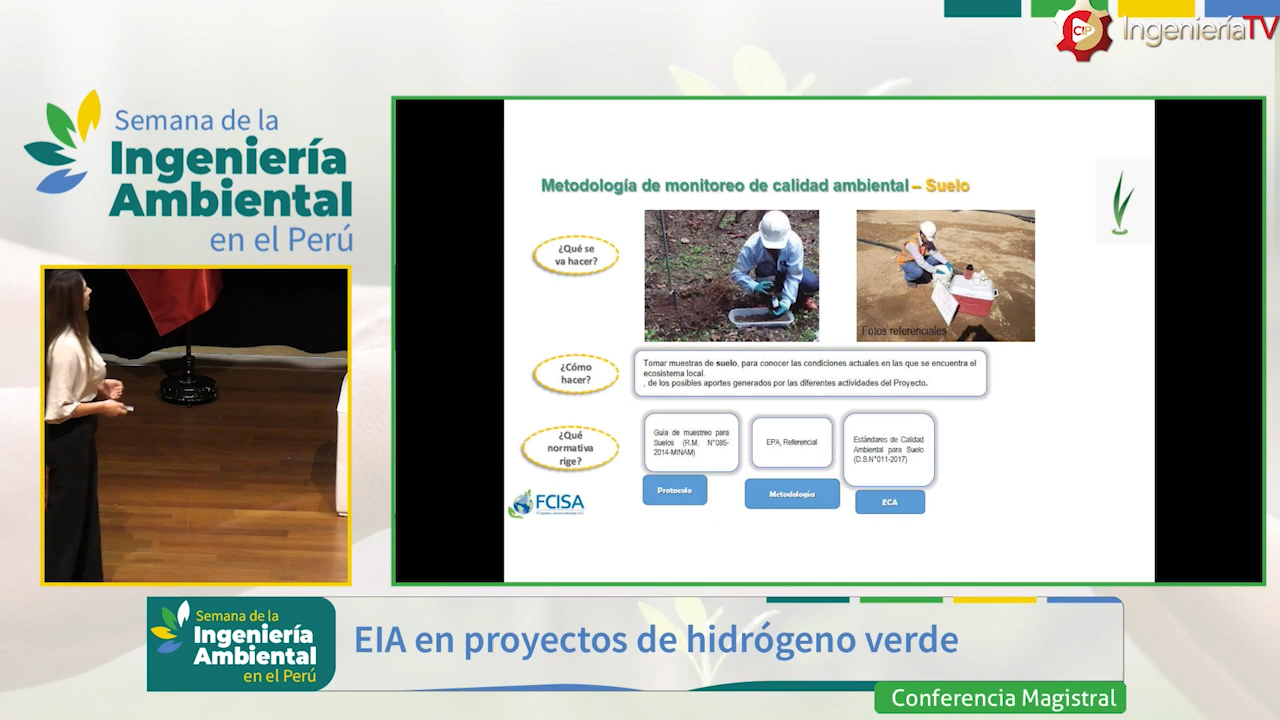 CIP IngenieríaTV
Semana de la
Ingeniería
Ambiental
en el Perú
Metodología de monitoreo de calidad ambiental – Suelo
¿Qué se
va hacer?
Fotos referenciales
¿Cómo
hacer?
Tomar muestras de suelo, para conocer las condiciones actuales en las que se encuentra el
ecosistema local.
, de los posibles aportes generados por las diferentes actividades del Proyecto.
¿Qué
normativa
rige?
Guía de muestreo para
Suelos (R.M. N°085-
2014-MINAM)
EPA, Referencial
Estándares de Calidad
Ambiental para Suelo
(D.S.N°011-2017)
Protocolo
Metodología
ECA
FCISA
Semana de la
Ingeniería
Ambiental
en el Perú
EIA en proyectos de hidrógeno verde
Conferencia Magistral